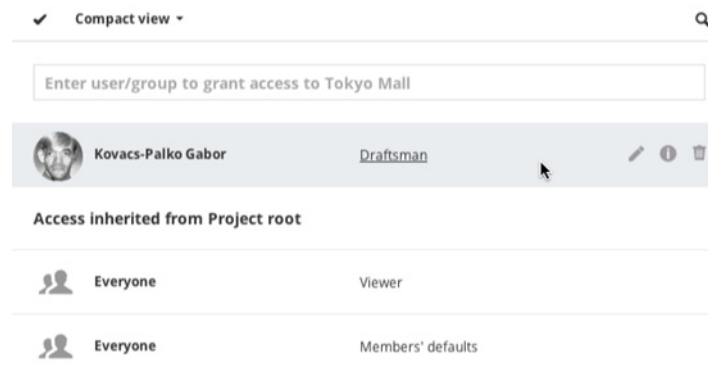 Compact view
Enter user/group to grant access to Tokyo Mall
Kovacs-Palko Gabor Draftsman
Access inherited from Project root
Everyone Viewer
Everyone Members' defaults